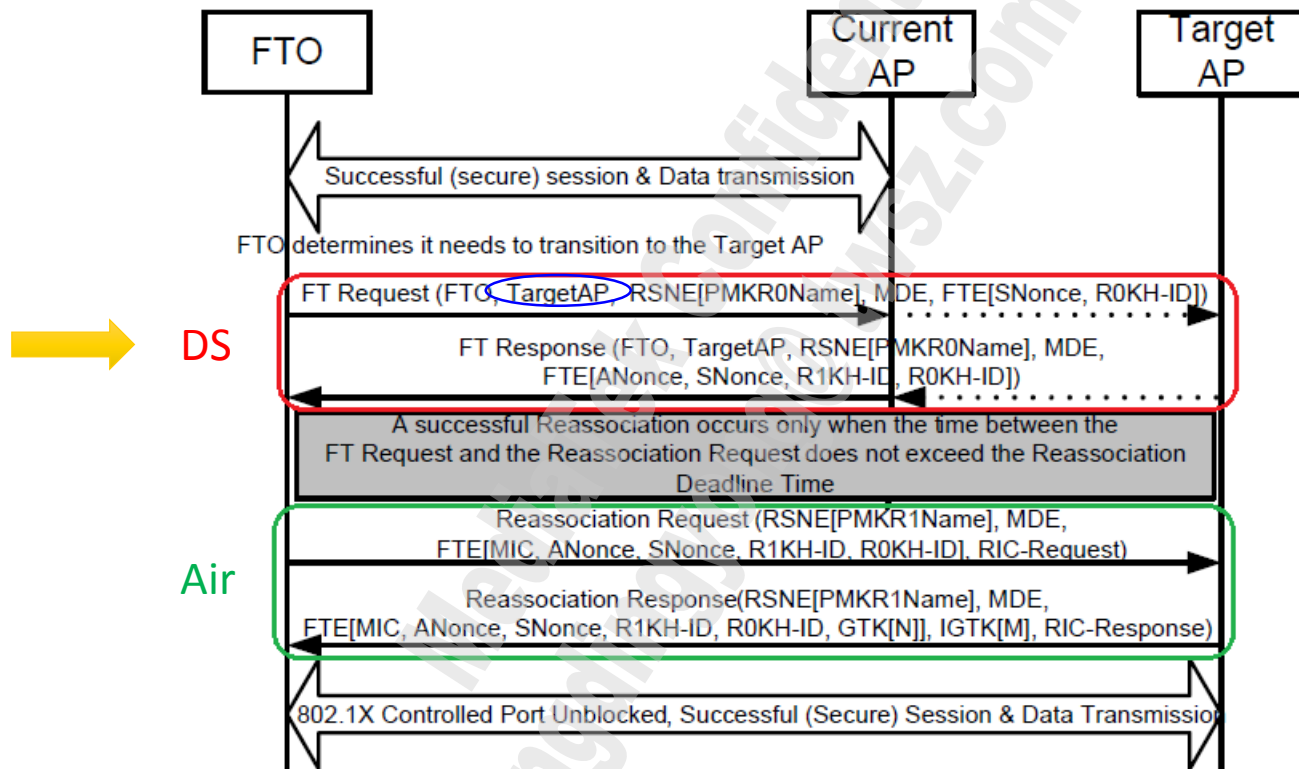 FTO
Current
AP
Target
AP
Successful (secure) session & Data transmission
FTO determines it needs to transition to the Target AP
FT Request (FTO, TargetAP, RSNE[PMKR0Name], MDE, FTE[SNonce, R0KH-ID])
DS
FT Response (FTO, TargetAP, RSNE[PMKR0Name], MDE,
FTE[ANonce, SNonce, R1KH-ID, R0KH-ID])
A successful Reassociation occurs only when the time between the
FT Request and the Reassociation Request does not exceed the Reassociation
Deadline Time
Reassociation Request (RSNE[PMKR1Name], MDE,
FTE[MIC, ANonce, SNonce, R1KH-ID, R0KH-ID], RIC-Request)
Air
Reassociation Response(RSNE[PMKR1Name], MDE,
FTE[MIC, ANonce, SNonce, R1KH-ID, R0KH-ID, GTK[N]], IGTK[M], RIC-Response)
802.1X Controlled Port Unblocked, Successful (Secure) Session & Data Transmission
MediaTek Confident